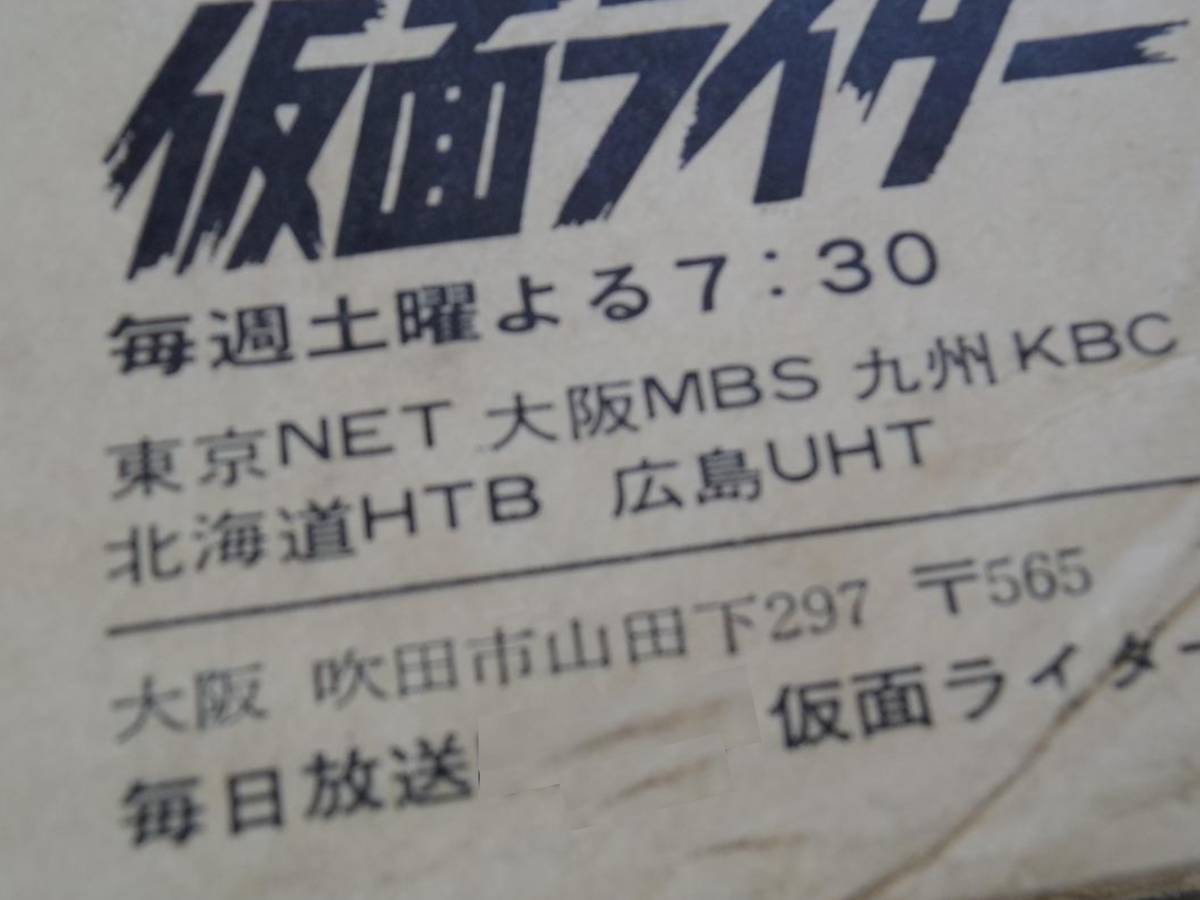 仮面ライダー
毎週土曜よる7:30
東京NET 大阪MBS 九州KBC
北海道HTB 広島UHT
大阪 吹田市山田下297 〒565
毎日放送 仮面ライダー